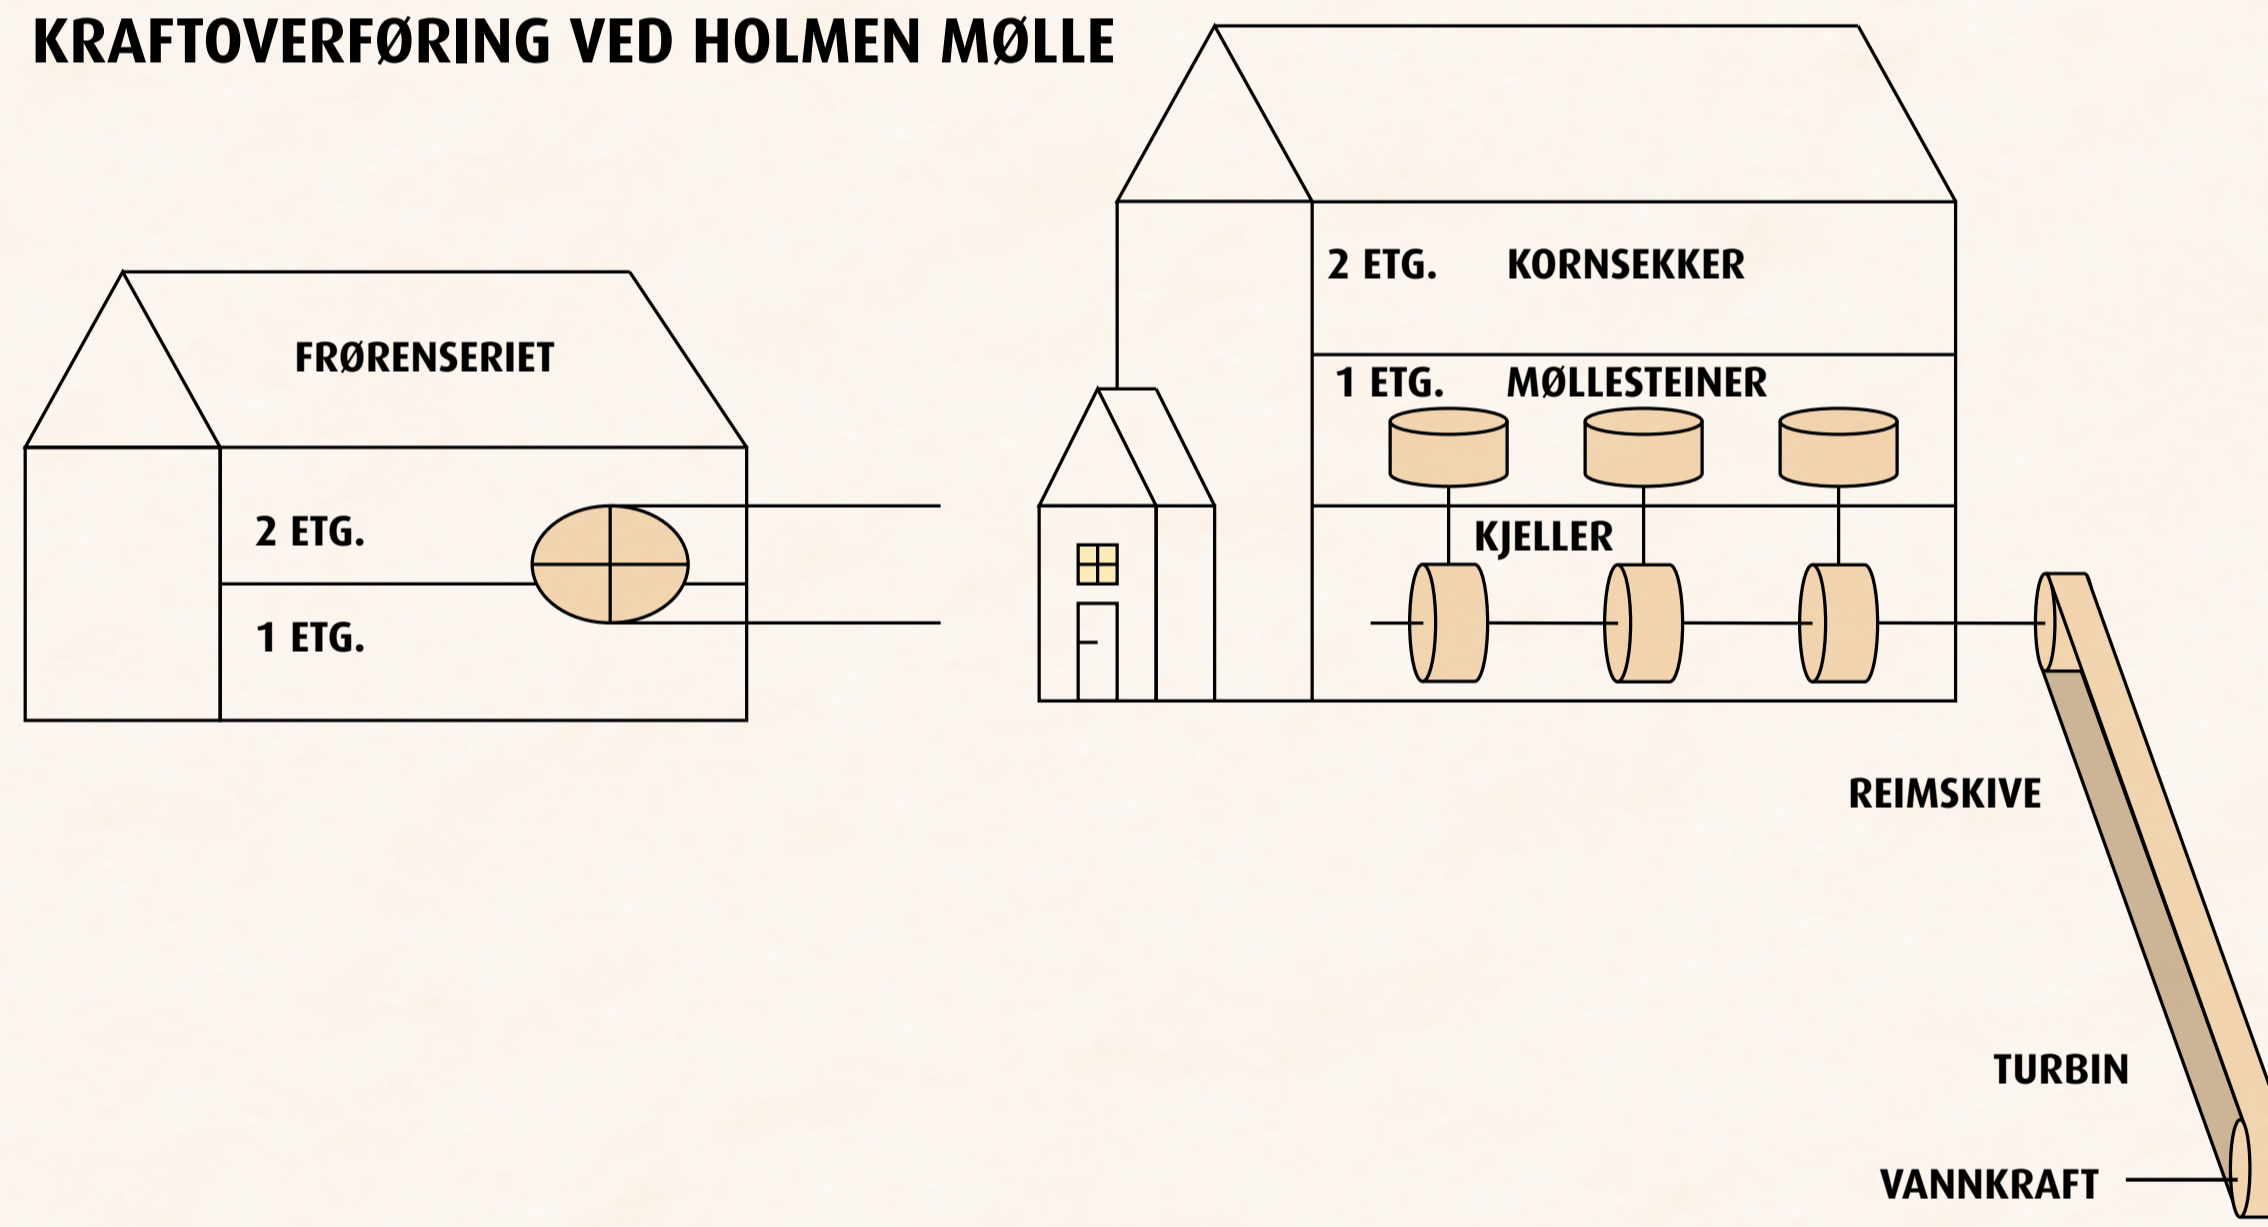 KRAFTOVERFØRING VED HOLMEN MØLLE
FRØRENSERIET
2 ETG.
1 ETG.
2 ETG. KORNSEKKER
1 ETG. MØLLESTEINER
KJELLER
REIMSKIVE
TURBIN
VANNKRAFT